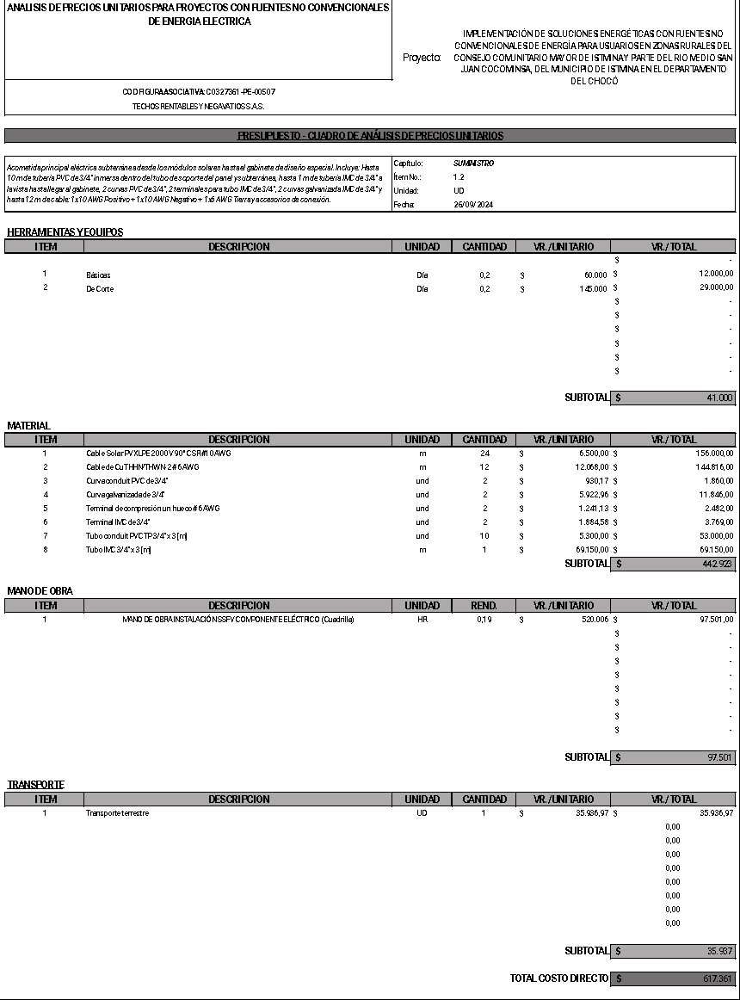 ANALISIS DE PRECIOS UNITARIOS PARA PROYECTOS CON FUENTES NO CONVENCIONALES
DE ENERGIA ELECTRICA
COD FIGURA ASOCIATIVA: C0327361-PE-00507
TECHOS RENTABLES Y NEGAVATIOS S.A.S.
Proyecto:
IMPLEMENTACIÓN DE SOLUCIONES ENERGÉTICAS CON FUENTES NO
CONVENCIONALES DE ENERGÍA PARA USUARIOS EN ZONAS RURALES DEL
CONSEJO COMUNITARIO MAYOR DE ISTMINA Y PARTE DEL RIO MEDIO SAN
JUAN COCOMINSA, DEL MUNICIPIO DE ISTMINA EN EL DEPARTAMENTO
DEL CHOCÓ
PRESUPUESTO - CUADRO DE ANÁLISIS DE PRECIOS UNITARIOS
Acometida principal eléctrica subterránea desde los módulos solares hasta el gabinete de diseño especial. Incluye: Hasta
10 m de tubería PVC de 3/4" inmersa dentro del tubo de soporte del panel y subterránea, hasta 1 m de tubería IMC de 3/4" a
la vista hasta llegar al gabinete, 2 curvas PVC de 3/4", 2 terminales para tubo IMC de 3/4", 2 curvas galvanizada IMC de 3/4" y
hasta 12 m de cable: 1x10 AWG Positivo + 1x10 AWG Negativo + 1x6 AWG Tierra y accesorios de conexión.
Capítulo: SUMINISTRO
Ítem No.: 1.2
Unidad: UD
Fecha: 26/09/2024
HERRAMIENTAS Y EQUIPOS
ITEM DESCRIPCION UNIDAD CANTIDAD VR./UNITARIO VR./TOTAL
$ -
1 Básicas Día 0,2 $ 60.000 $ 12.000,00
2 De Corte Día 0,2 $ 145.000 $ 29.000,00
$ -
$ -
$ -
$ -
$ -
$ -
SUBTOTAL $ 41.000
MATERIAL
ITEM DESCRIPCION UNIDAD CANTIDAD VR./UNITARIO VR./TOTAL
1 Cable Solar PV XLPE 2000 V 90° CSR #10 AWG m 24 $ 6.500,00 $ 156.000,00
2 Cable de Cu THHN/THWN-2 # 6 AWG m 12 $ 12.068,00 $ 144.816,00
3 Curva conduit PVC de 3/4" und 2 $ 930,17 $ 1.860,00
4 Curva galvanizada de 3/4" und 2 $ 5.922,96 $ 11.846,00
5 Terminal de compresión un hueco # 6 AWG und 2 $ 1.241,13 $ 2.482,00
6 Terminal IMC de 3/4" und 2 $ 1.884,58 $ 3.769,00
7 Tubo conduit PVC TP 3/4" x 3 [m] und 10 $ 5.300,00 $ 53.000,00
8 Tubo IMC 3/4" x 3 [m] m 1 $ 69.150,00 $ 69.150,00
SUBTOTAL $ 442.923
MANO DE OBRA
ITEM DESCRIPCION UNIDAD REND. VR./UNITARIO VR./TOTAL
1 MANO DE OBRA INSTALACIÓN SSFV COMPONENTE ELÉCTRICO (Cuadrilla) HR 0,19 $ 520.006 $ 97.501,00
$ -
$ -
$ -
$ -
$ -
$ -
$ -
$ -
SUBTOTAL $ 97.501
TRANSPORTE
ITEM DESCRIPCION UNIDAD CANTIDAD VR./UNITARIO VR./TOTAL
1 Transporte terrestre UD 1 $ 35.936,97 $ 35.936,97
0,00
0,00
0,00
0,00
0,00
0,00
0,00
0,00
SUBTOTAL $ 35.937
TOTAL COSTO DIRECTO $ 617.361